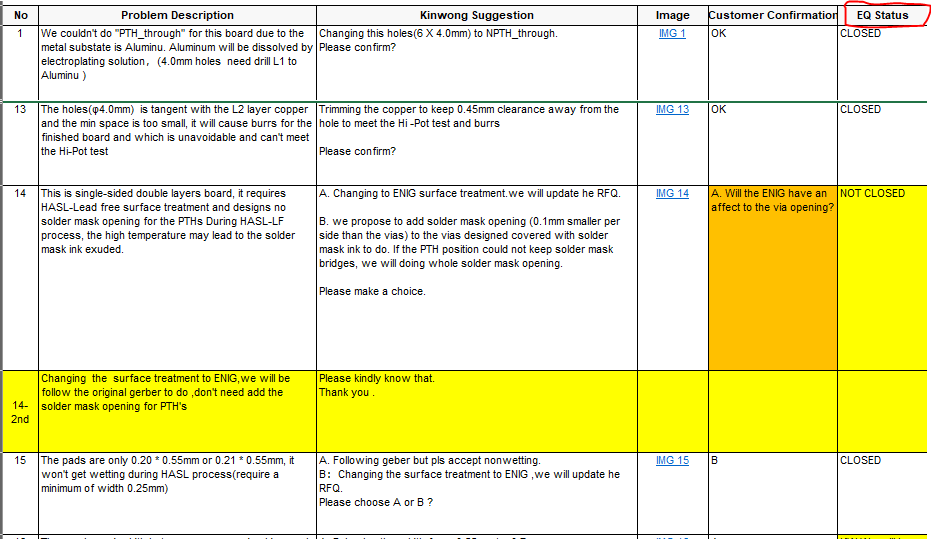 No Problem Description Kinwong Suggestion Image Customer Confirmation EQ Status
1
We couldn't do "PTH_through" for this board due to the
metal substate is Aluminu. Aluminum will be dissolved by
electroplating solution，(4.0mm holes need drill L1 to
Aluminu )
Changing this holes(6 X 4.0mm) to NPTH_through.
Please confirm?
IMG 1
OK
CLOSED
13
The holes(φ4.0mm) is tangent with the L2 layer copper
and the min space is too small, it will cause burrs for the
finished board and which is unavoidable and can't meet
the Hi-Pot test
Trimming the copper to keep 0.45mm clearance away from the
hole to meet the Hi -Pot test and burrs
Please confirm?
IMG 13
OK
CLOSED
14
This is single-sided double layers board, it requires
HASL-Lead free surface treatment and designs no
solder mask opening for the PTHs During HASL-LF
process, the high temperature may lead to the solder
mask ink exuded.
A. Changing to ENIG surface treatment.we will update he RFQ.
B. we propose to add solder mask opening (0.1mm smaller per
side than the via) to the vias designed covered with solder
mask ink to do. If the PTH position could not keep solder mask
bridges, we will doing whole solder mask opening.
Please make a choice.
IMG 14
A. Will the ENIG have an
affect to the via opening?
NOT CLOSED
14-
2nd
Changing the surface treatment to ENIG,we will be
follow the original gerber to do ,don't need add the
solder mask opening for PTH's
Please kindly know that.
Thank you .
15
The pads are only 0.20 * 0.55mm or 0.21 * 0.55mm, it
won't get wetting during HASL process(require a
minimum of width 0.25mm)
A. Following geber but pls accept nonwetting.
B：Changing the surface treatment to ENIG ,we will update he
RFQ.
Please choose A or B ?
IMG 15
B
CLOSED